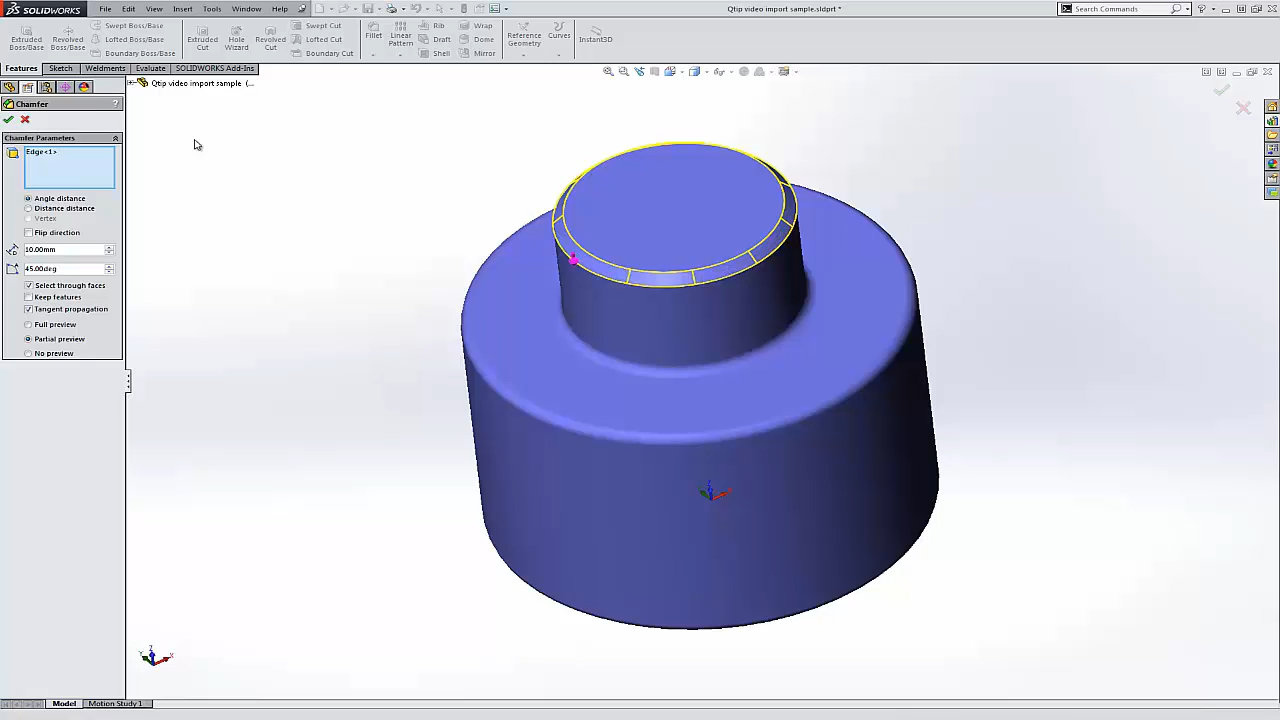 SOLIDWORKS File Edit View Insert Tools Window Help Qtip video import sample.sldprt * Search Commands
Extruded Boss/Base
Revolved Boss/Base
Swept Boss/Base
Lofted Boss/Base
Boundary Boss/Base
Extruded Cut
Hole Wizard
Revolved Cut
Swept Cut
Lofted Cut
Boundary Cut
Fillet
Linear Pattern
Rib
Draft
Shell
Wrap
Dome
Mirror
Reference Geometry
Curves
Instant3D
Features Sketch Weldments Evaluate SOLIDWORKS Add-Ins
Qtip video import sample (...
Chamfer ?
Chamfer Parameters
Edge<1>
Angle distance
Distance distance
Vertex
Flip direction
10.00mm
45.00deg
Select through faces
Keep features
Tangent propagation
Full preview
Partial preview
No preview
Model Motion Study 1